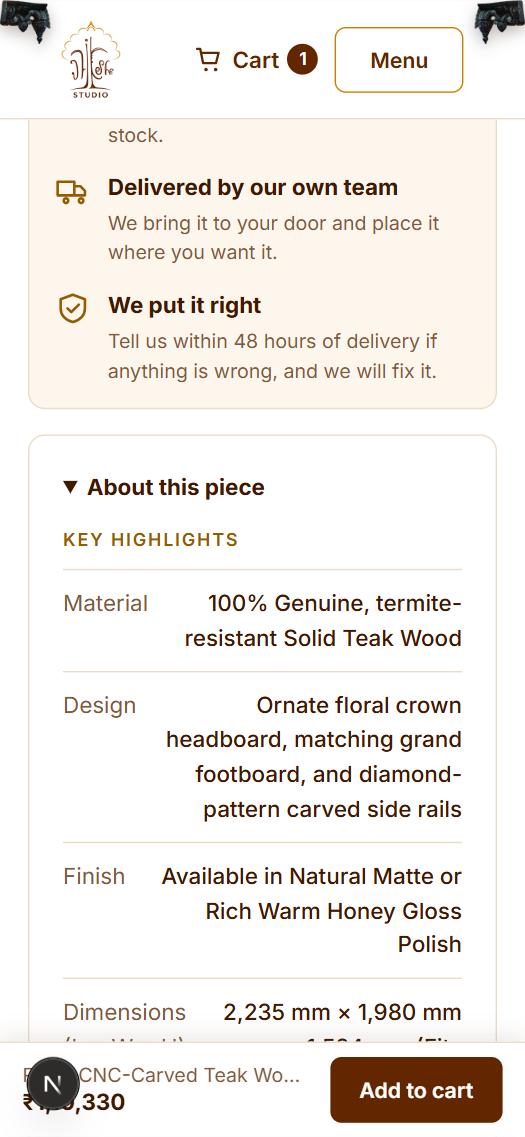 STUDIO
Cart 1
Menu
stock.
Delivered by our own team
We bring it to your door and place it
where you want it.
We put it right
Tell us within 48 hours of delivery if
anything is wrong, and we will fix it.
▼ About this piece
KEY HIGHLIGHTS
Material 100% Genuine, termite-
resistant Solid Teak Wood
Design Ornate floral crown
headboard, matching grand
footboard, and diamond-
pattern carved side rails
Finish Available in Natural Matte or
Rich Warm Honey Gloss
Polish
Dimensions 2,235 mm × 1,980 mm
N
CNC-Carved Teak Wo...
Add to cart